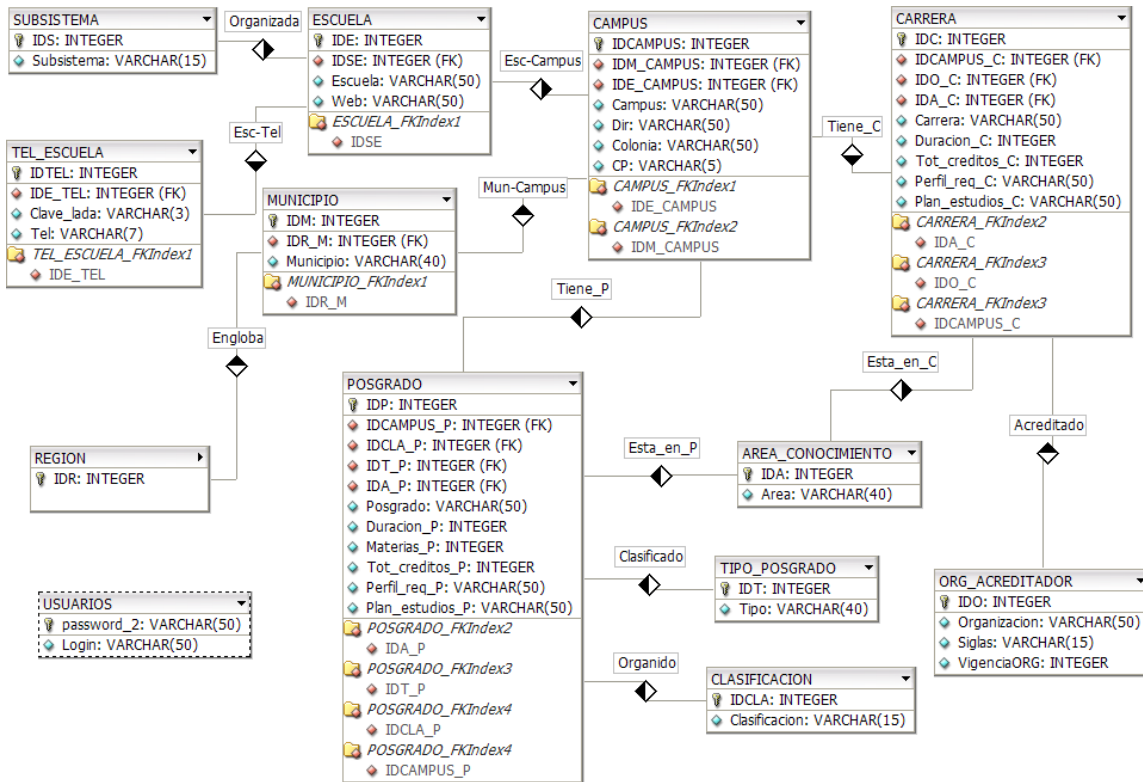 SUBSISTEMA
IDS: INTEGER
Subsistema: VARCHAR(15)
Organizada
ESCUELA
IDE: INTEGER
IDSE: INTEGER (FK)
Escuela: VARCHAR(50)
Web: VARCHAR(50)
ESCUELA_FKIndex1
IDSE
Esc-Campus
CAMPUS
IDCAMPUS: INTEGER
IDM_CAMPUS: INTEGER (FK)
IDE_CAMPUS: INTEGER (FK)
Campus: VARCHAR(50)
Dir: VARCHAR(50)
Colonia: VARCHAR(50)
CP: VARCHAR(5)
CAMPUS_FKIndex1
IDE_CAMPUS
CAMPUS_FKIndex2
IDM_CAMPUS
Tiene_C
CARRERA
IDC: INTEGER
IDCAMPUS_C: INTEGER (FK)
IDO_C: INTEGER (FK)
IDA_C: INTEGER (FK)
Carrera: VARCHAR(50)
Duracion_C: INTEGER
Tot_creditos_C: INTEGER
Perfil_req_C: VARCHAR(50)
Plan_estudios_C: VARCHAR(50)
CARRERA_FKIndex2
IDA_C
CARRERA_FKIndex3
IDO_C
CARRERA_FKIndex3
IDCAMPUS_C
Esc-Tel
TEL_ESCUELA
IDTEL: INTEGER
IDE_TEL: INTEGER (FK)
Clave_lada: VARCHAR(3)
Tel: VARCHAR(7)
TEL_ESCUELA_FKIndex1
IDE_TEL
MUNICIPIO
IDM: INTEGER
IDR_M: INTEGER (FK)
Municipio: VARCHAR(40)
MUNICIPIO_FKIndex1
IDR_M
Mun-Campus
Tiene_P
Engloba
REGION
IDR: INTEGER
POSGRADO
IDP: INTEGER
IDCAMPUS_P: INTEGER (FK)
IDCLA_P: INTEGER (FK)
IDT_P: INTEGER (FK)
IDA_P: INTEGER (FK)
Posgrado: VARCHAR(50)
Duracion_P: INTEGER
Materias_P: INTEGER
Tot_creditos_P: INTEGER
Perfil_req_P: VARCHAR(50)
Plan_estudios_P: VARCHAR(50)
POSGRADO_FKIndex2
IDA_P
POSGRADO_FKIndex3
IDT_P
POSGRADO_FKIndex4
IDCLA_P
POSGRADO_FKIndex4
IDCAMPUS_P
Esta_en_C
Acreditado
Esta_en_P
AREA_CONOCIMIENTO
IDA: INTEGER
Area: VARCHAR(40)
Clasificado
TIPO_POSGRADO
IDT: INTEGER
Tipo: VARCHAR(40)
ORG_ACREDITADOR
IDO: INTEGER
Organizacion: VARCHAR(50)
Siglas: VARCHAR(15)
VigenciaORG: INTEGER
USUARIOS
password_2: VARCHAR(50)
Login: VARCHAR(50)
Organido
CLASIFICACION
IDCLA: INTEGER
Clasificacion: VARCHAR(15)